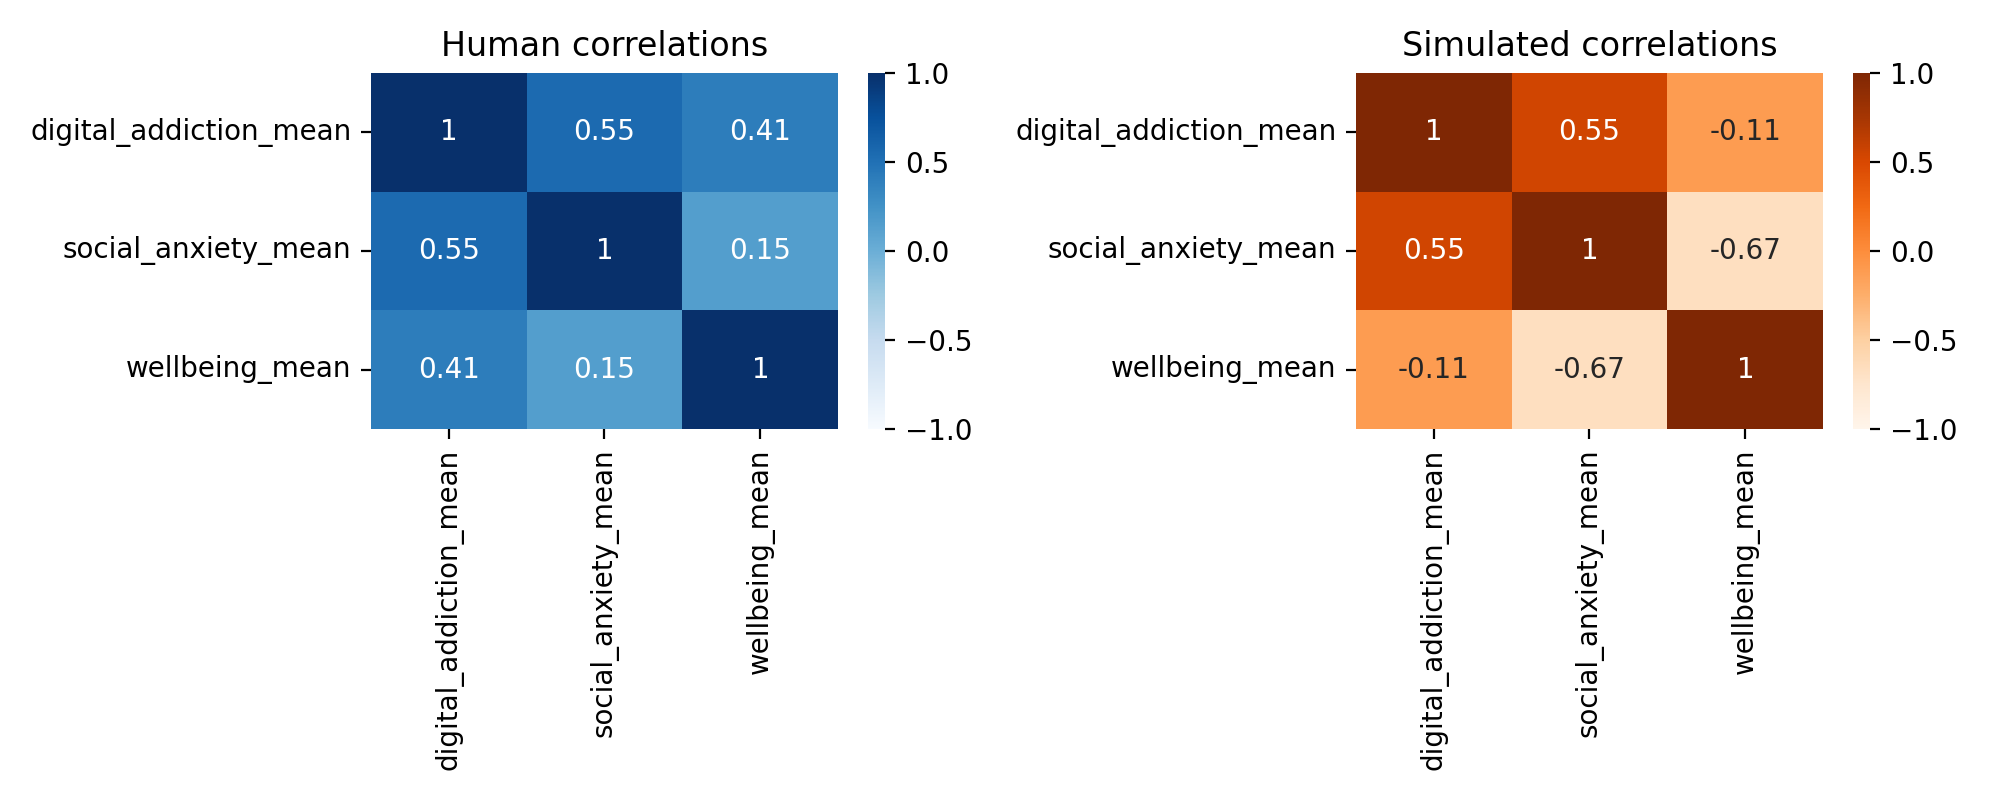 Human correlations
digital_addiction_mean
social_anxiety_mean
wellbeing_mean
1 0.55 0.41
0.55 1 0.15
0.41 0.15 1
digital_addiction_mean
social_anxiety_mean
wellbeing_mean
1.0
0.5
0.0
−0.5
−1.0
Simulated correlations
digital_addiction_mean
social_anxiety_mean
wellbeing_mean
1 0.55 -0.11
0.55 1 -0.67
-0.11 -0.67 1
digital_addiction_mean
social_anxiety_mean
wellbeing_mean
1.0
0.5
0.0
−0.5
−1.0